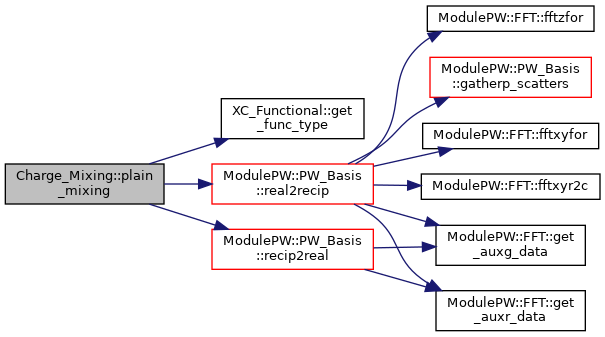 Charge_Mixing::plain
_mixing
XC_Functional::get
_func_type
ModulePW::PW_Basis
::real2recip
ModulePW::PW_Basis
::recip2real
ModulePW::FFT::fftzfor
ModulePW::PW_Basis
::gatherp_scatters
ModulePW::FFT::fftxyfor
ModulePW::FFT::fftxyr2c
ModulePW::FFT::get
_auxg_data
ModulePW::FFT::get
_auxr_data